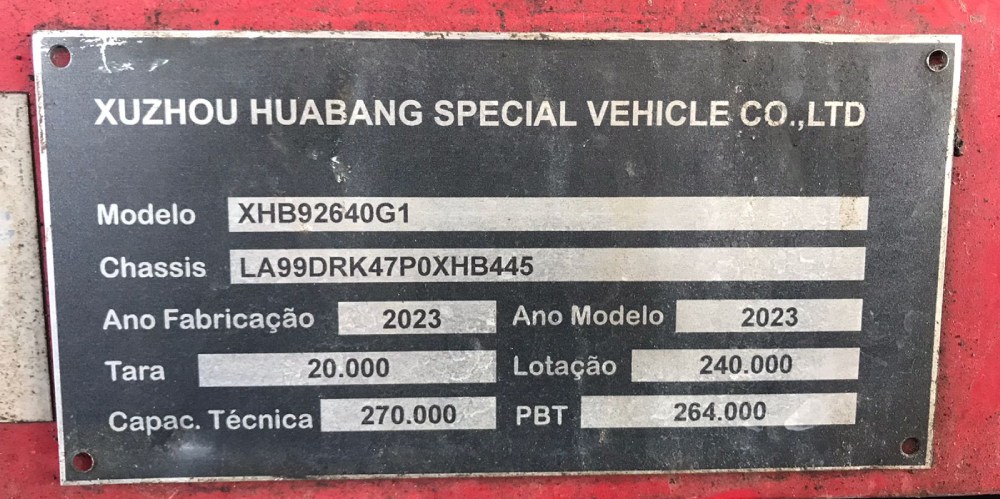 XUZHOU HUABANG SPECIAL VEHICLE CO.,LTD
Modelo XHB92640G1
Chassis LA99DRK47P0XHB445
Ano Fabricação 2023 Ano Modelo 2023
Tara 20.000 Lotação 240.000
Capac. Técnica 270.000 PBT 264.000